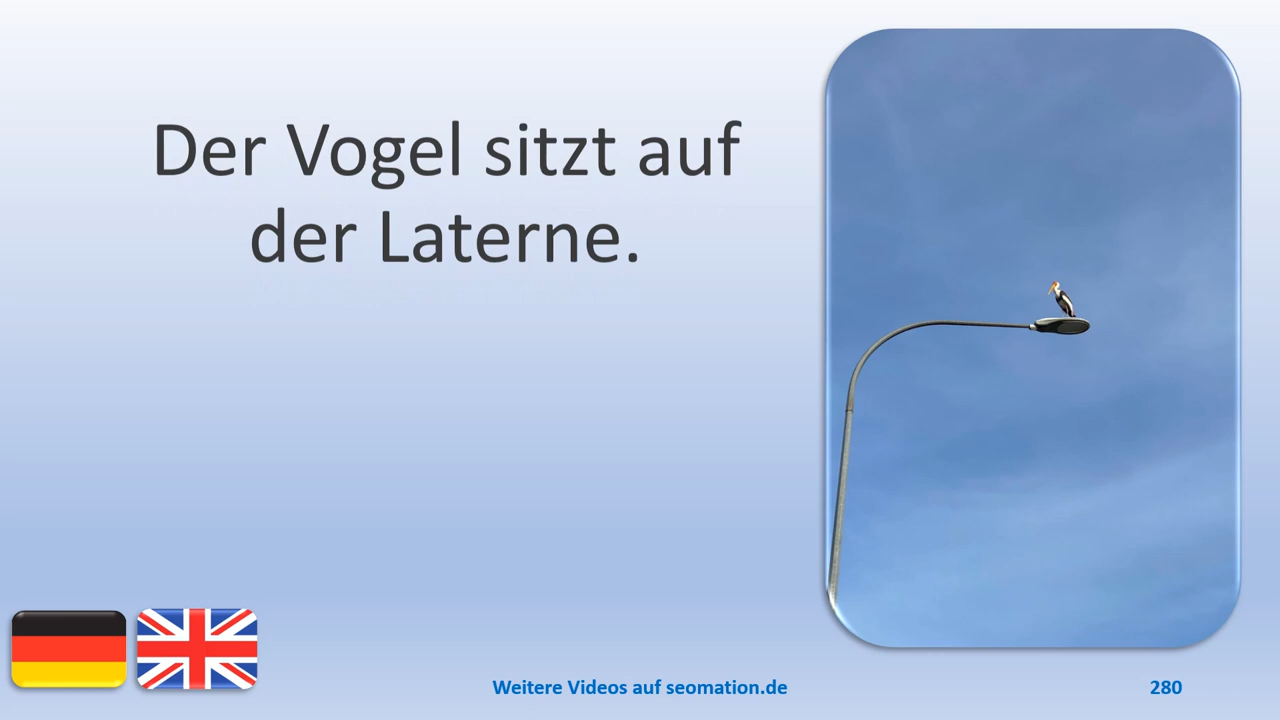 Der Vogel sitzt auf
der Laterne.
Weitere Videos auf seomation.de
280